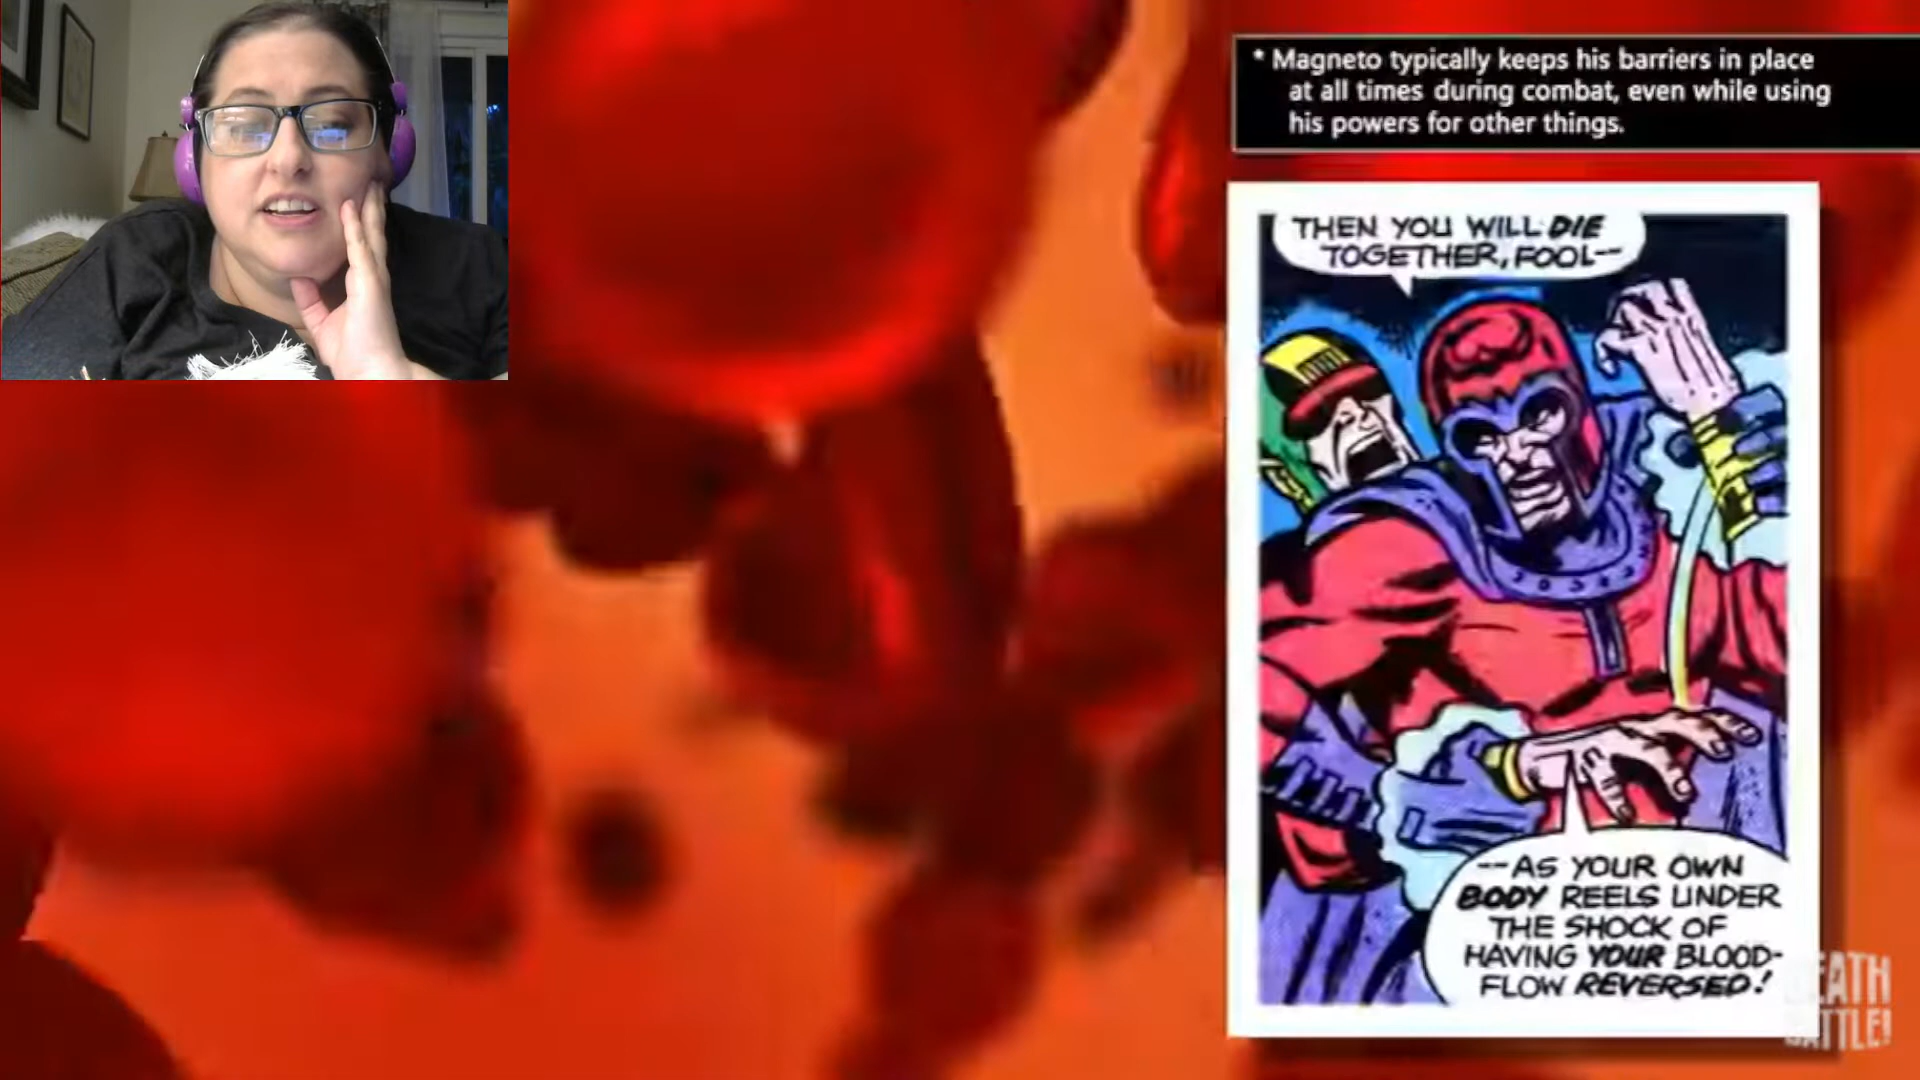 * Magneto typically keeps his barriers in place
at all times during combat, even while using
his powers for other things.
THEN YOU WILL DIE
TOGETHER, FOOL--
--AS YOUR OWN
BODY REELS UNDER
THE SHOCK OF
HAVING YOUR BLOOD-
FLOW REVERSED!
DEATH
BATTLE!